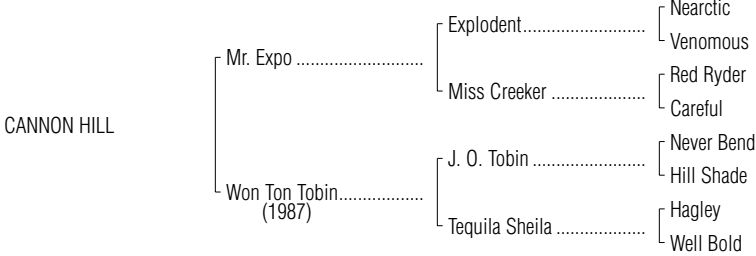 Nearctic
Explodent..........................
Venomous
Mr. Expo ...........................
Red Ryder
Miss Creeker ....................
Careful
CANNON HILL
Never Bend
J. O. Tobin ........................
Hill Shade
Won Ton Tobin..................
(1987)
Hagley
Tequila Sheila ...................
Well Bold